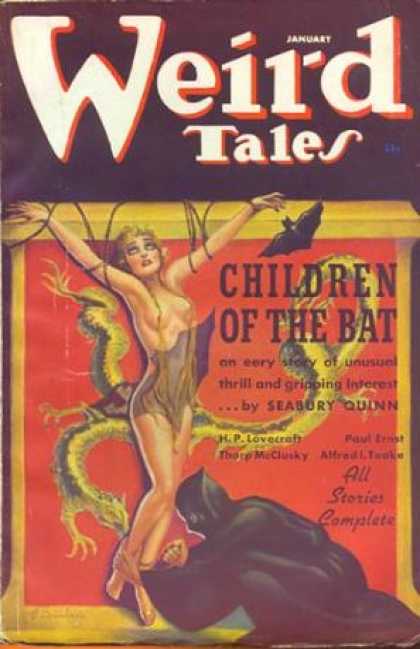 JANUARY
Weird
Tales
25c
CHILDREN
OF THE BAT
an eery story of unusual
thrill and gripping interest
...by SEABURY QUINN
H. P. Lovecraft Paul Ernst
Thorp McClusky Alfred I. Tooke
All
Stories
Complete